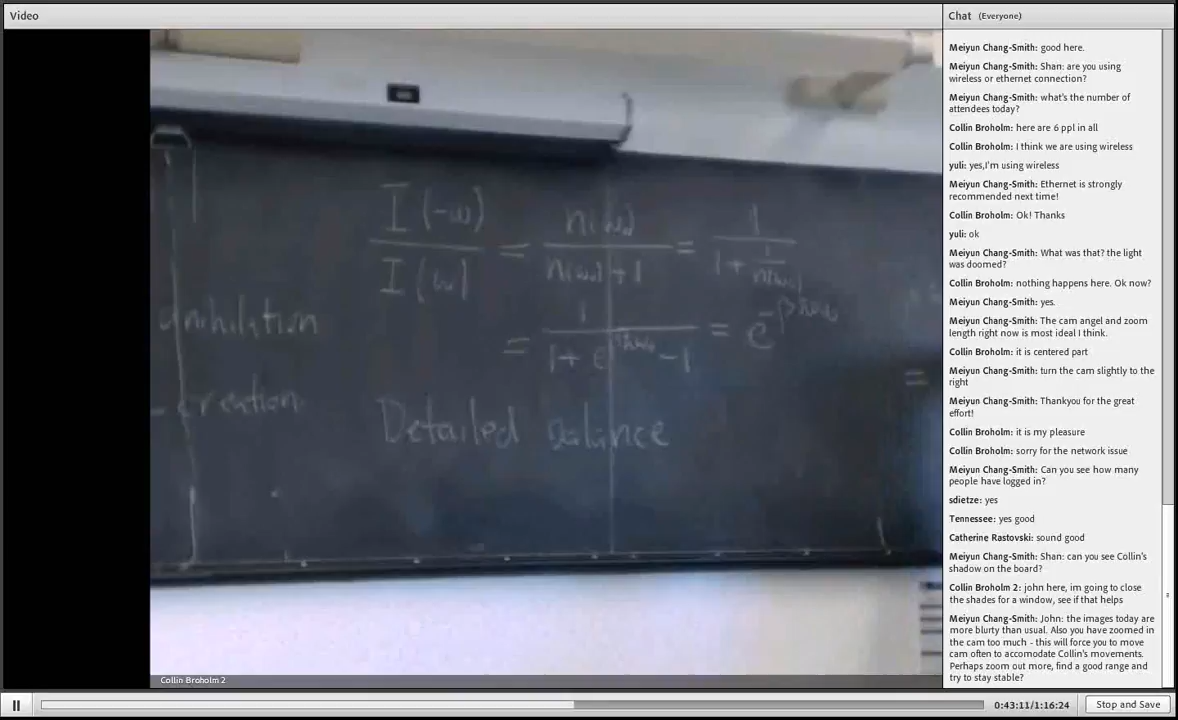 Video
I(-ω)/I(ω) = n(ω)/n(ω)+1 = 1/1+1/n(ω)
= 1/1+e^βħω-1 = e^-βħω
anihilation
- creation
=
Detailed balance
Collin Broholm 2
Chat (Everyone)
Meiyun Chang-Smith: good here.
Meiyun Chang-Smith: Shan: are you using
wireless or ethernet connection?
Meiyun Chang-Smith: what's the number of
attendees today?
Collin Broholm: here are 6 ppl in all
Collin Broholm: I think we are using wireless
yuli: yes,I'm using wireless
Meiyun Chang-Smith: Ethernet is strongly
recommended next time!
Collin Broholm: Ok! Thanks
yuli: ok
Meiyun Chang-Smith: What was that? the light
was doomed?
Collin Broholm: nothing happens here. Ok now?
Meiyun Chang-Smith: yes.
Meiyun Chang-Smith: The cam angel and zoom
length right now is most ideal I think.
Collin Broholm: it is centered part
Meiyun Chang-Smith: turn the cam slightly to the
right
Meiyun Chang-Smith: Thankyou for the great
effort!
Collin Broholm: it is my pleasure
Collin Broholm: sorry for the network issue
Meiyun Chang-Smith: Can you see how many
people have logged in?
sdietze: yes
Tennessee: yes good
Catherine Rastovski: sound good
Meiyun Chang-Smith: Shan: can you see Collin's
shadow on the board?
Collin Broholm 2: john here, im going to close
the shades for a window, see if that helps
Meiyun Chang-Smith: John: the images today are
more blurty than usual. Also you have zoomed in
the cam too much - this will force you to move
cam often to accomodate Collin's movements.
Perhaps zoom out more, find a good range and
try to stay stable?
0:43:11/1:16:24
Stop and Save